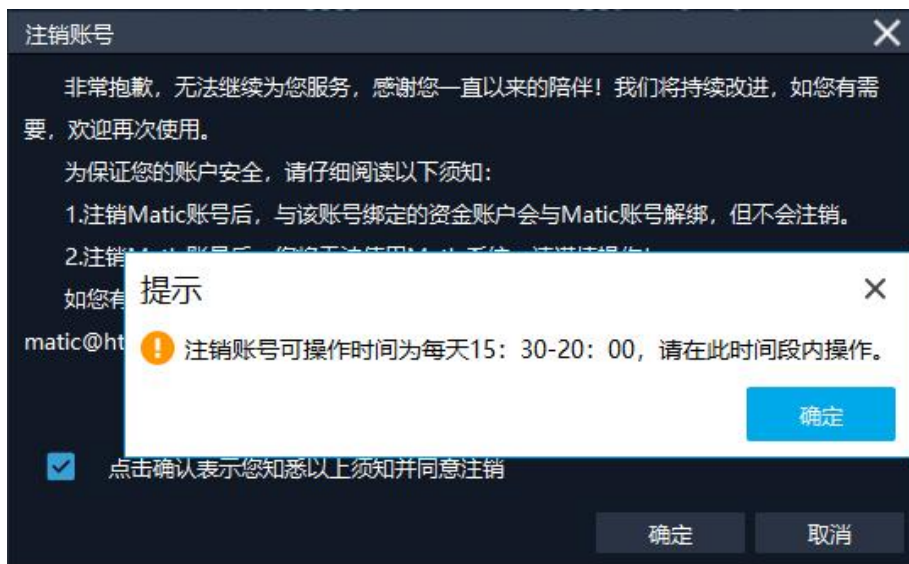 注销账号
非常抱歉，无法继续为您服务，感谢您一直以来的陪伴！我们将持续改进，如您有需
要，欢迎再次使用。
为保证您的账户安全，请仔细阅读以下须知：
1.注销Matic账号后，与该账号绑定的资金账户会与Matic账号解绑，但不会注销。
2.注销
如您有
matic@ht
提示
注销账号可操作时间为每天15：30-20：00，请在此时间段内操作。
确定
点击确认表示您知悉以上须知并同意注销
确定 取消